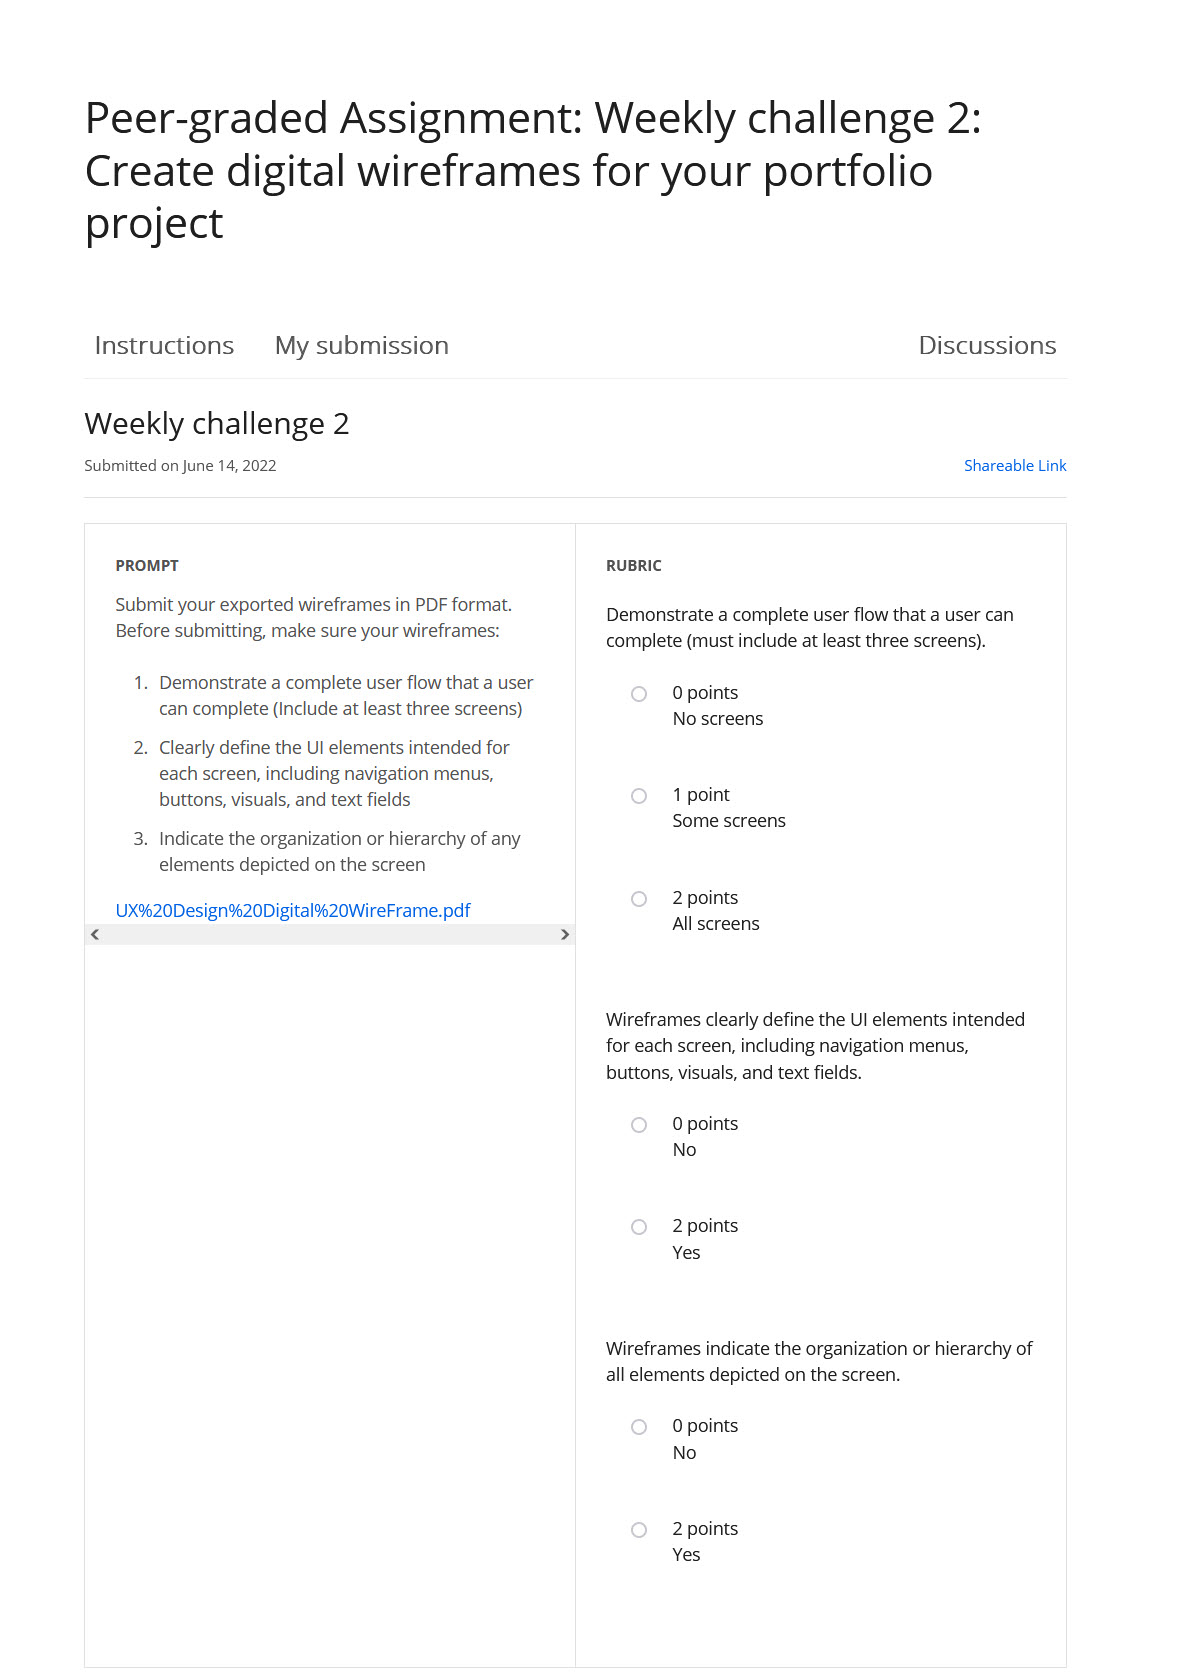 Peer-graded Assignment: Weekly challenge 2:
Create digital wireframes for your portfolio
project
Instructions
My submission
Discussions
Weekly challenge 2
Submitted on June 14, 2022
Shareable Link
PROMPT
Submit your exported wireframes in PDF format.
Before submitting, make sure your wireframes:
1. Demonstrate a complete user flow that a user
can complete (Include at least three screens)
2. Clearly define the UI elements intended for
each screen, including navigation menus,
buttons, visuals, and text fields
3. Indicate the organization or hierarchy of any
elements depicted on the screen
UX%20Design%20Digital%20WireFrame.pdf
RUBRIC
Demonstrate a complete user flow that a user can
complete (must include at least three screens).
0 points
No screens
1 point
Some screens
2 points
All screens
Wireframes clearly define the UI elements intended
for each screen, including navigation menus,
buttons, visuals, and text fields.
0 points
No
2 points
Yes
Wireframes indicate the organization or hierarchy of
all elements depicted on the screen.
0 points
No
2 points
Yes